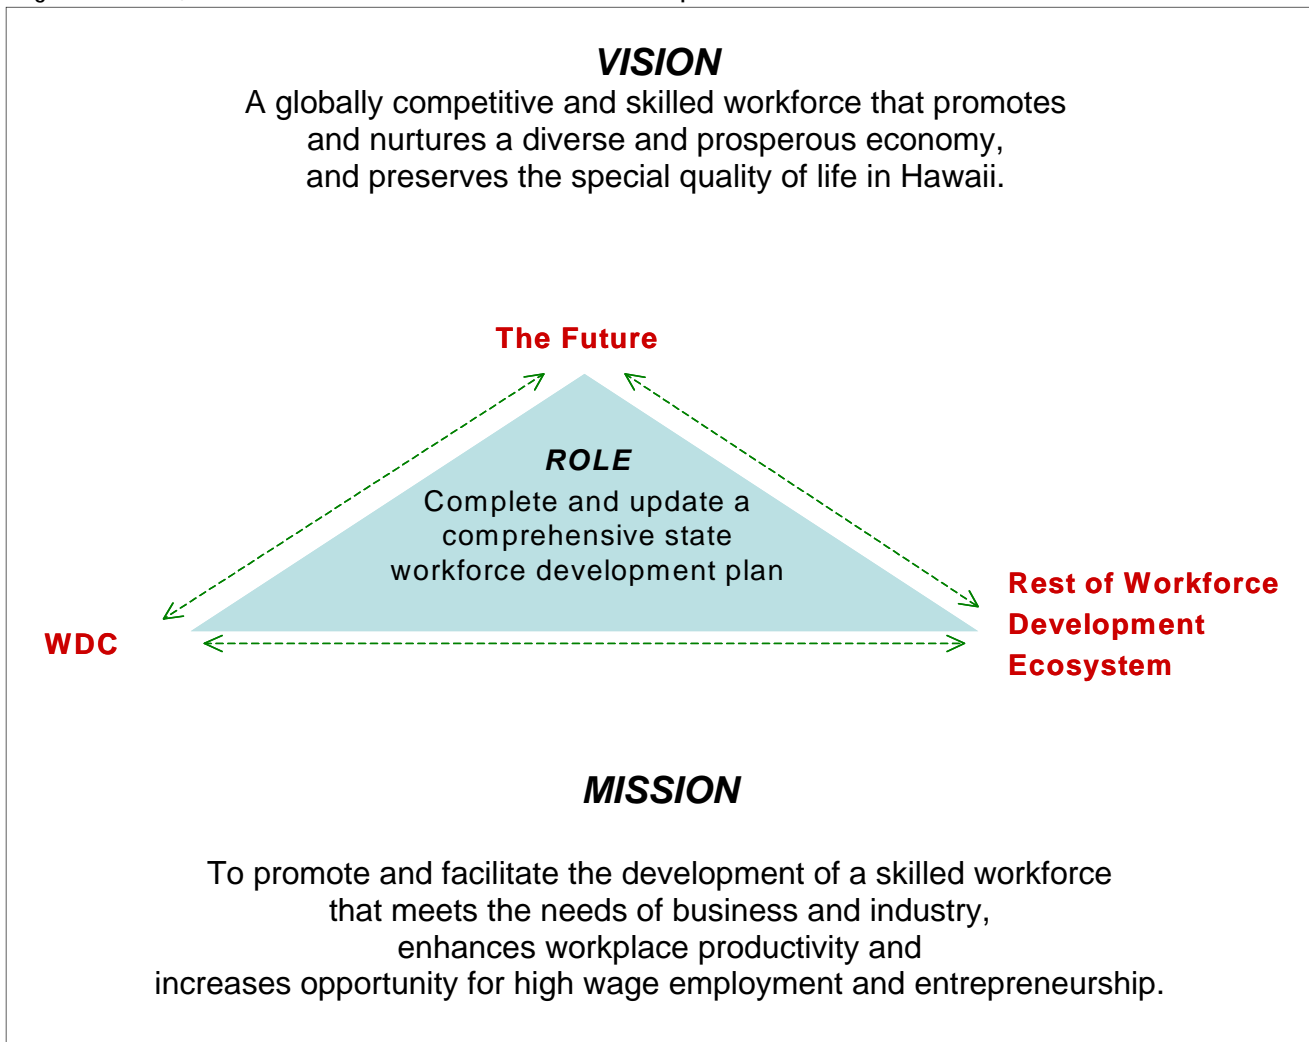 VISION
A globally competitive and skilled workforce that promotes
and nurtures a diverse and prosperous economy,
and preserves the special quality of life in Hawaii.
The Future
ROLE
Complete and update a
comprehensive state
workforce development plan
Rest of Workforce
Development
Ecosystem
WDC
MISSION
To promote and facilitate the development of a skilled workforce
that meets the needs of business and industry,
enhances workplace productivity and
increases opportunity for high wage employment and entrepreneurship.